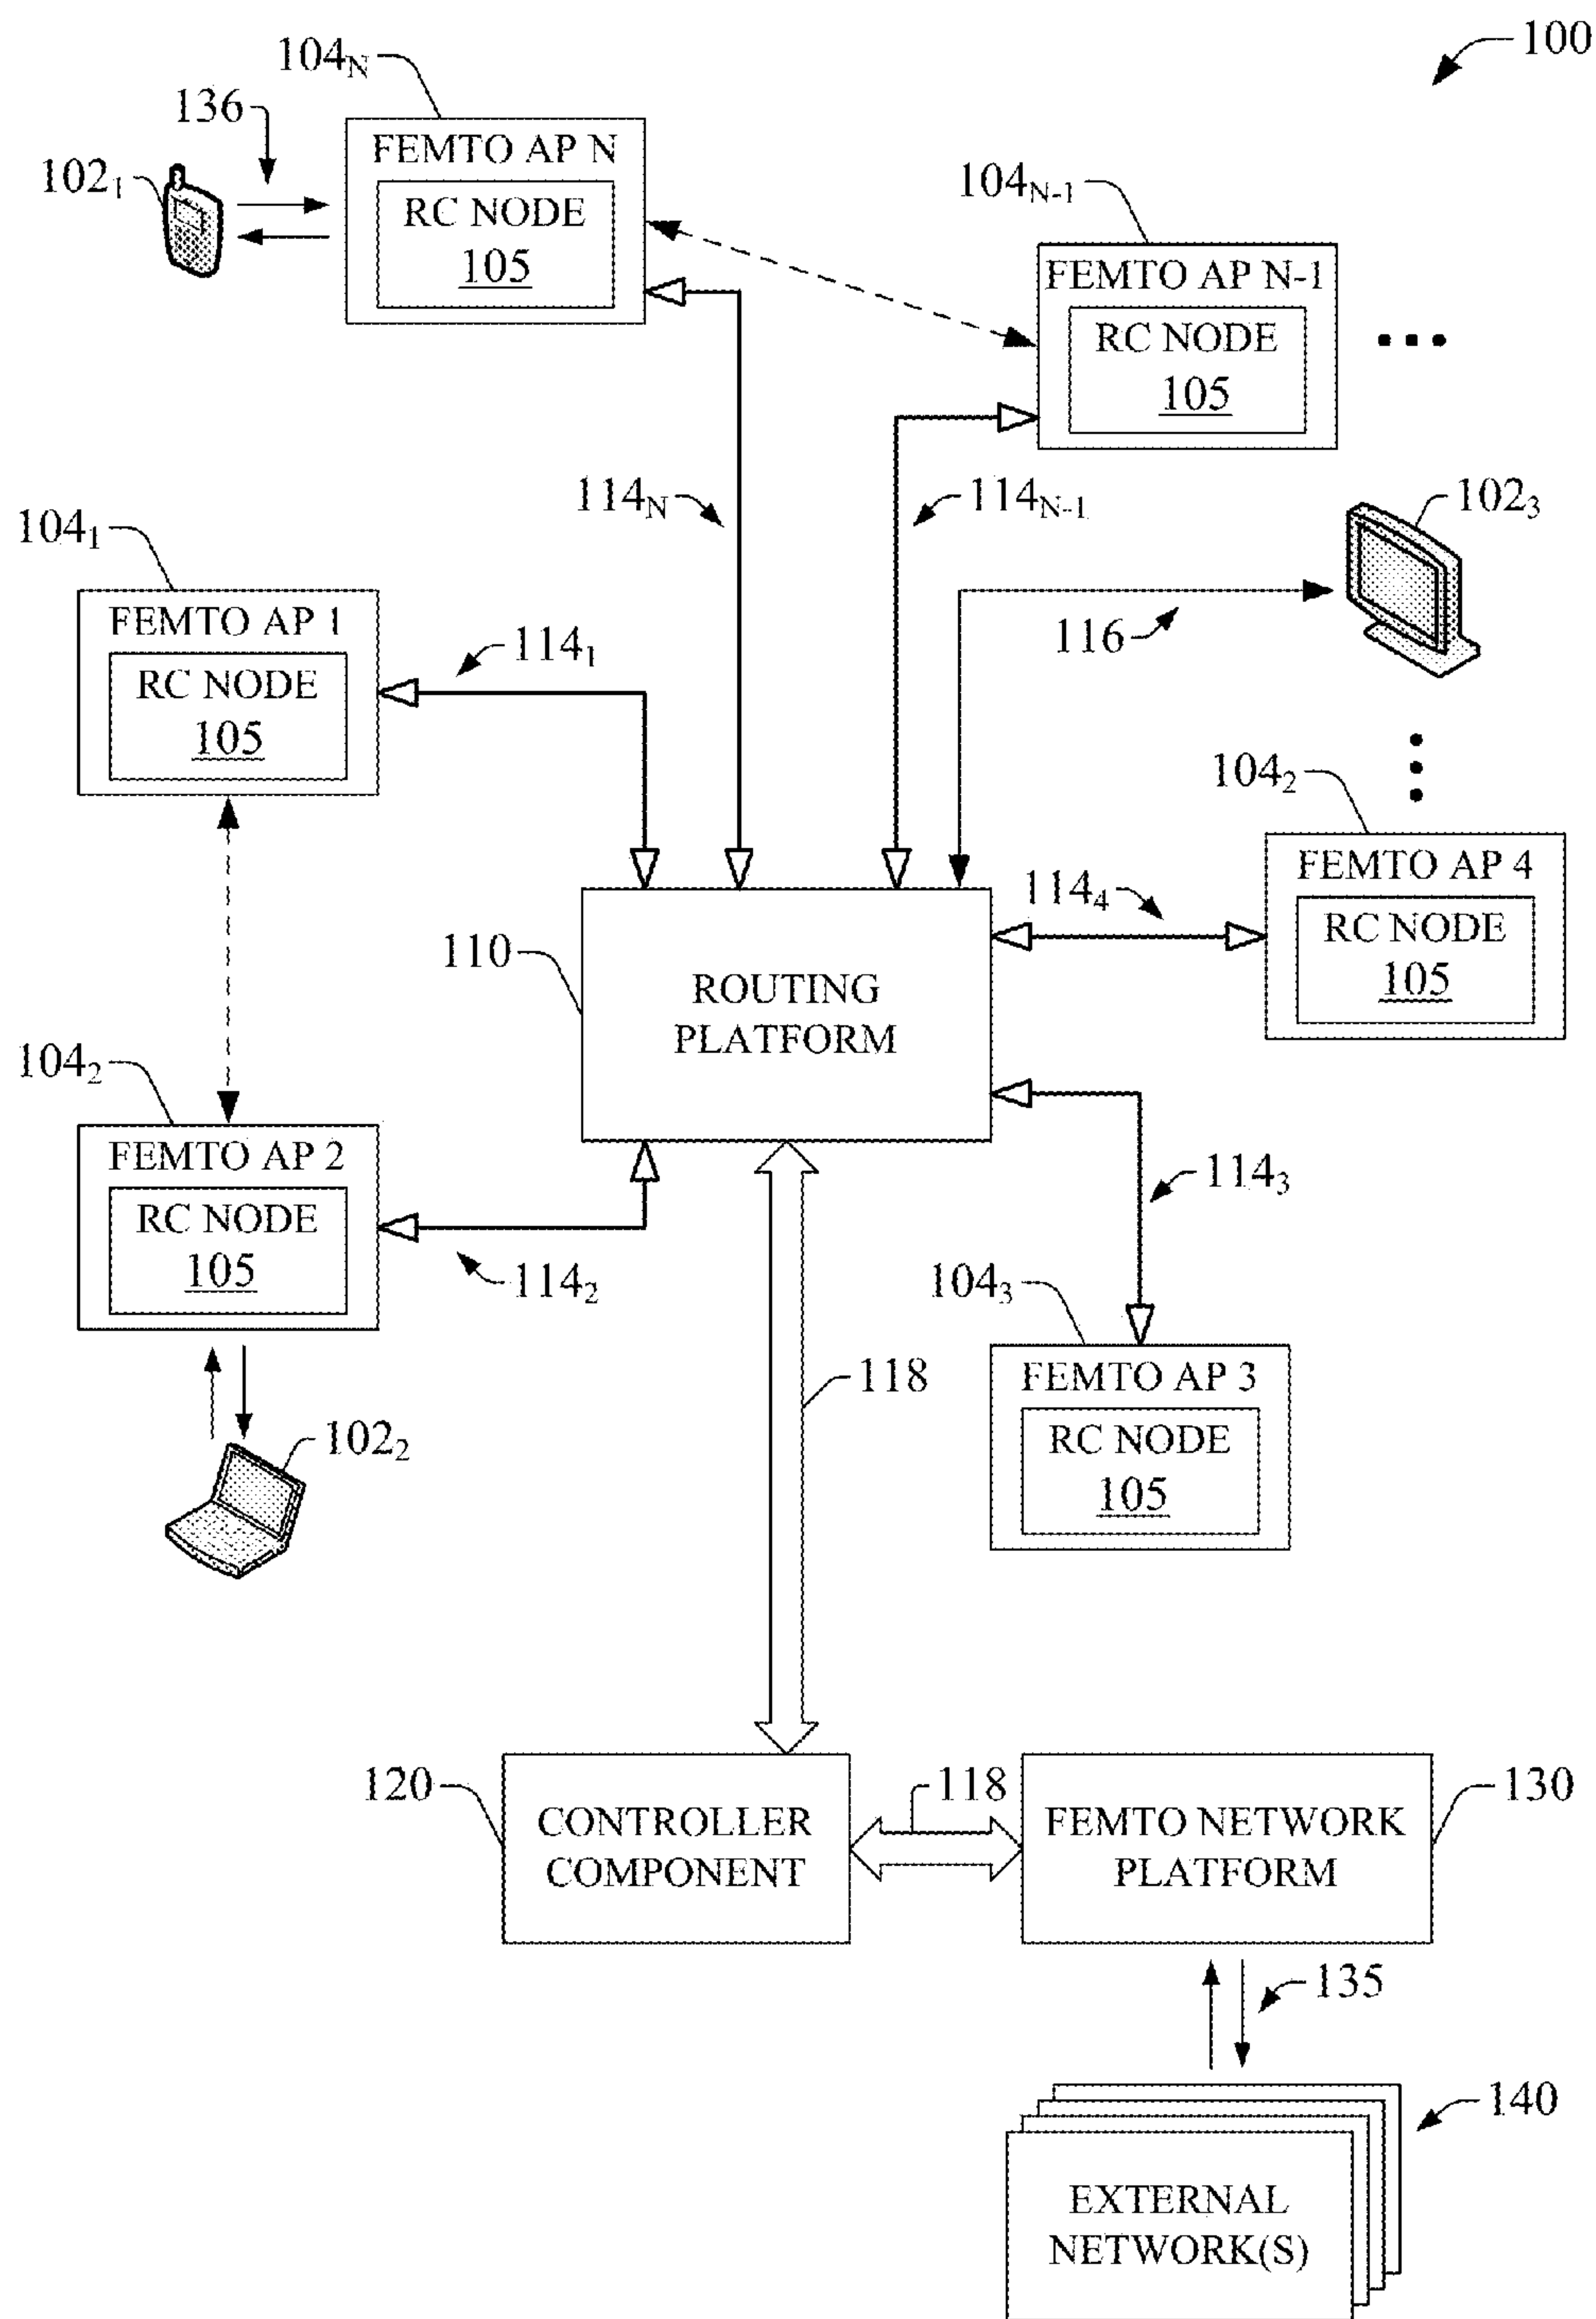 100
104N
136
FEMTO AP N
1021
RC NODE
105
104N-1
FEMTO AP N-1
RC NODE
105
114N
114N-1
1023
1041
FEMTO AP 1
1141
116
RC NODE
105
1042
FEMTO AP 4
1144
RC NODE
105
110
ROUTING
PLATFORM
1042
FEMTO AP 2
RC NODE
105
1142
1143
1043
FEMTO AP 3
RC NODE
105
118
1022
120
CONTROLLER
COMPONENT
118
FEMTO NETWORK
PLATFORM
130
135
140
EXTERNAL
NETWORK(S)